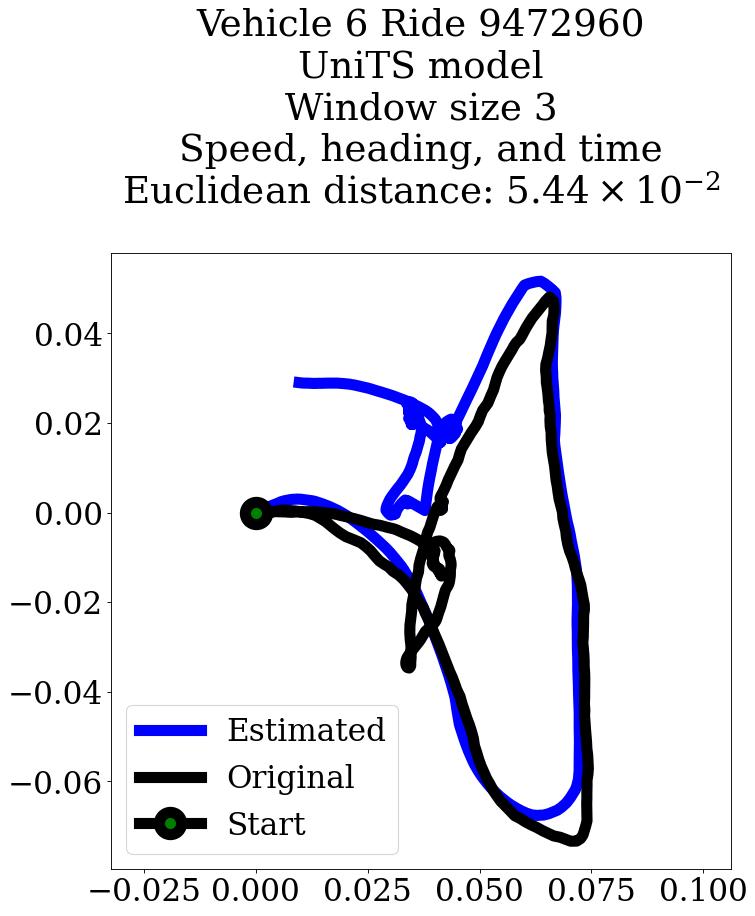 Vehicle 6 Ride 9472960
UniTS model
Window size 3
Speed, heading, and time
Euclidean distance: 5.44 × 10⁻²
0.04
0.02
0.00
−0.02
−0.04
−0.06
Estimated
Original
Start
−0.025 0.000 0.025 0.050 0.075 0.100